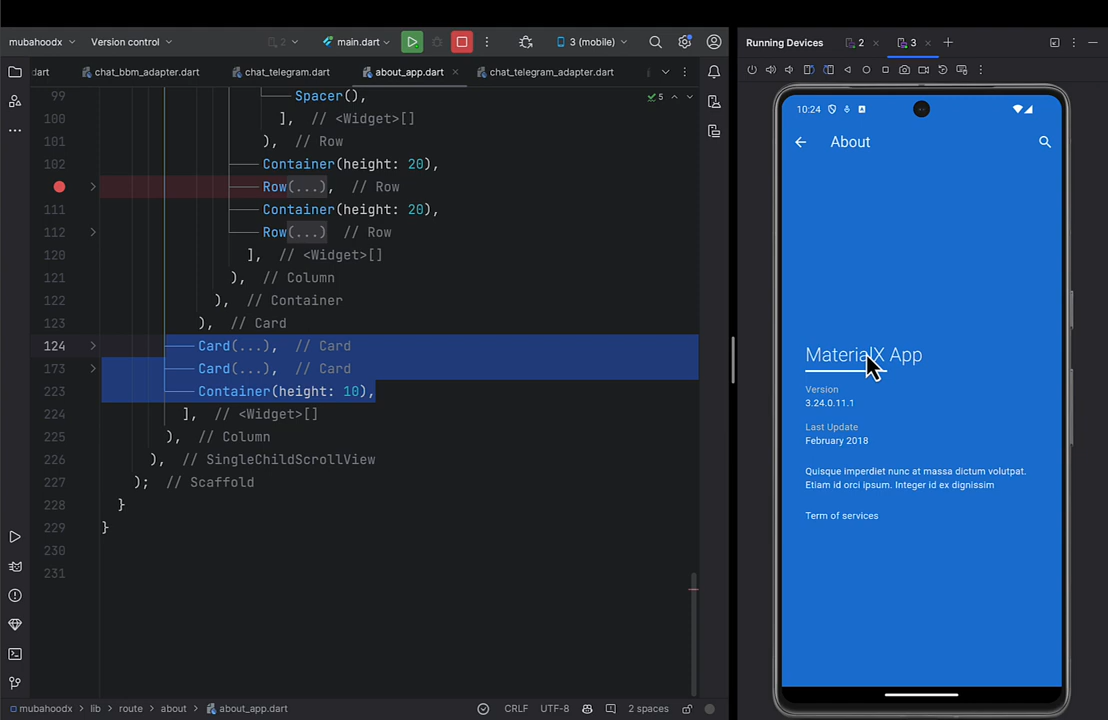 mubahoodx
Version control
2
main.dart
3 (mobile)
Running Devices
2
3
:dart
chat_bbm_adapter.dart
chat_telegram.dart
about_app.dart
chat_telegram_adapter.dart
99
Spacer(),
5
100
], // <Widget>[]
101
), // Row
102
Container(height: 20),
Row(...), // Row
111
Container(height: 20),
112
Row(...) // Row
120
], // <Widget>[]
121
), // Column
122
), // Container
123
), // Card
124
Card(...), // Card
173
Card(...), // Card
223
Container(height: 10),
224
], // <Widget>[]
225
), // Column
226
), // SingleChildScrollView
227
); // Scaffold
228
}
229
}
230
231
10:24
About
MaterialX App
Version
3.24.0.11.1
Last Update
February 2018
Quisque imperdiet nunc at massa dictum volutpat.
Etiam id orci ipsum. Integer id ex dignissim
Term of services
mubahoodx > lib > route > about > about_app.dart
CRLF
UTF-8
2 spaces